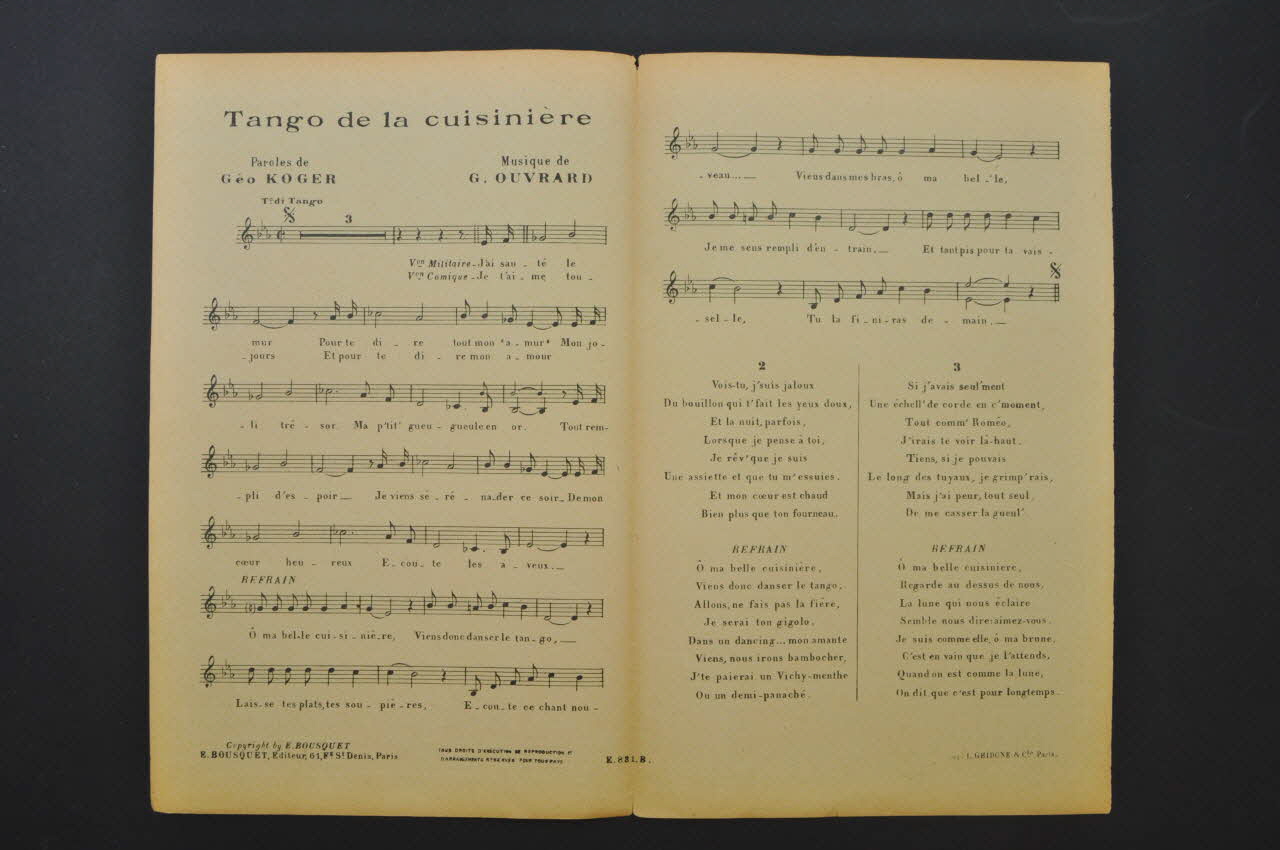 Tango de la cuisinière
Paroles de
Géo KOGER
Musique de
G. OUVRARD
T° di Tango
3
Von Militaire - J'ai sau - té le
Von Comique - Je t'ai - me tou -
mur Pour te di - re tout mon "a - mur" Mon jo -
- jours Et pour te di - re mon a - mour
- li tré - sor Ma p'tit' gueu - gueule en or. Tout rem -
- pli d'es - poir Je viens sé - ré - na - der ce soir. De mon
cœur heu - reux E - cou - te les a - veux.
REFRAIN
Ô ma bel - le cui - si - niè - re, Viens donc danser le tan - go,
Lais - se tes plats, tes sou - piè - res, E - cou - te ce chant nou -
Copyright by E. BOUSQUET
E. BOUSQUET, Éditeur, 61, Fg St Denis, Paris
TOUS DROITS D'EXÉCUTION DE REPRODUCTION ET
D'ARRANGEMENTS RÉSERVÉS POUR TOUS PAYS
E. 831. B.
- veau... Viens dans mes bras, ô ma bel - le,
Je me sens rempli d'en - train. Et tant pis pour ta vais -
- sel - le, Tu la fi - ni - ras de - main.
2
Vois-tu, j'suis jaloux
Du bouillon qui t'fait les yeux doux,
Et la nuit, parfois,
Lorsque je pense à toi,
Je rêv' que je suis
Une assiette et que tu m'essuies.
Et mon cœur est chaud
Bien plus que ton fourneau.
REFRAIN
Ô ma belle cuisinière,
Viens donc danser le tango,
Allons, ne fais pas la fière,
Je serai ton gigolo.
Dans un dancing... mon amante
Viens, nous irons bambocher,
J'te paierai un Vichy-menthe
Ou un demi-panaché.
3
Si j'avais seul'ment
Une échell' de corde en c'moment,
Tout comm' Roméo,
J'irais te voir là-haut.
Tiens, si je pouvais
Le long des tuyaux, je grimp'rais,
Mais j'ai peur, tout seul,
De me casser la gueul'.
REFRAIN
Ô ma belle cuisinière,
Regarde au dessus de nous,
La lune qui nous éclaire
Semble nous dire: aimez-vous.
Je suis comme elle, ô ma brune,
C'est en vain que je t'attends,
Quand on est comme la lune,
On dit que c'est pour longtemps.
Paris.